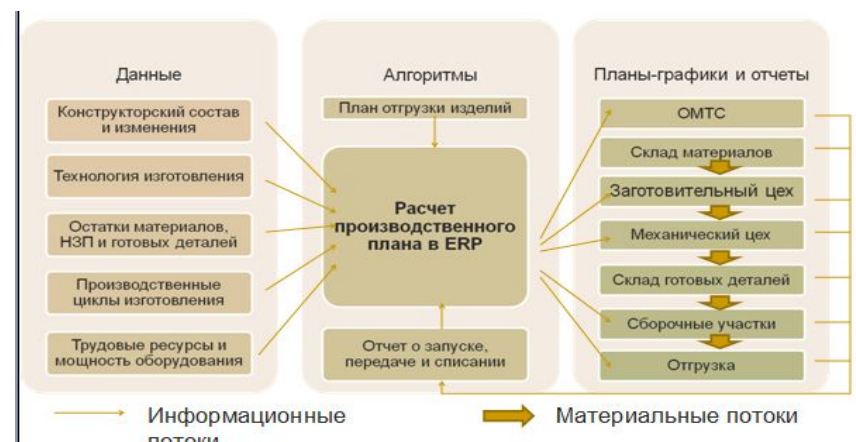 Данные
Конструкторский состав
и изменения
Технология изготовления
Остатки материалов,
НЗП и готовых деталей
Производственные
циклы изготовления
Трудовые ресурсы и
мощность оборудования
Алгоритмы
План отгрузки изделий
Расчет
производственного
плана в ERP
Отчет о запуске,
передаче и списании
Планы-графики и отчеты
ОМТС
Склад материалов
Заготовительный цех
Механический цех
Склад готовых деталей
Сборочные участки
Отгрузка
Информационные
потоки
Материальные потоки